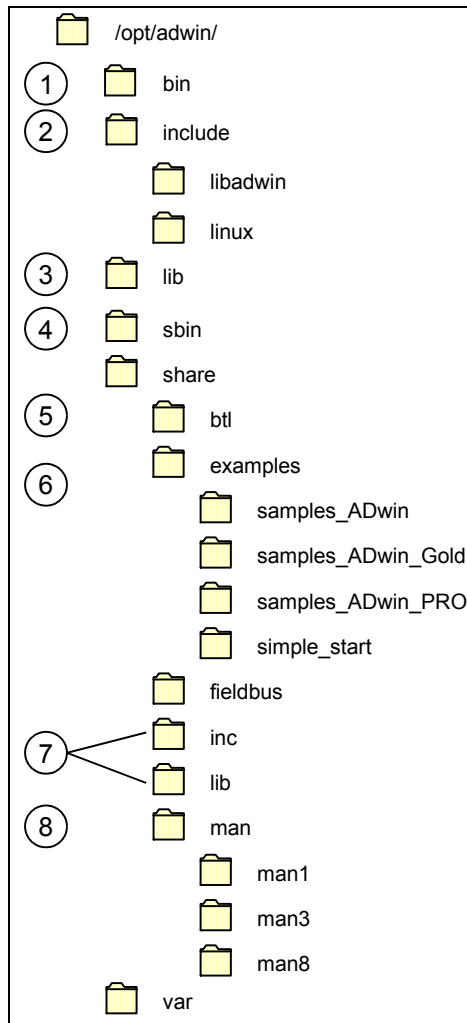 /opt/adwin/
1 bin
2 include
libadwin
linux
3 lib
4 sbin
share
5 btl
examples
6
samples_ADwin
samples_ADwin_Gold
samples_ADwin_PRO
simple_start
fieldbus
inc
7
lib
8 man
man1
man3
man8
var